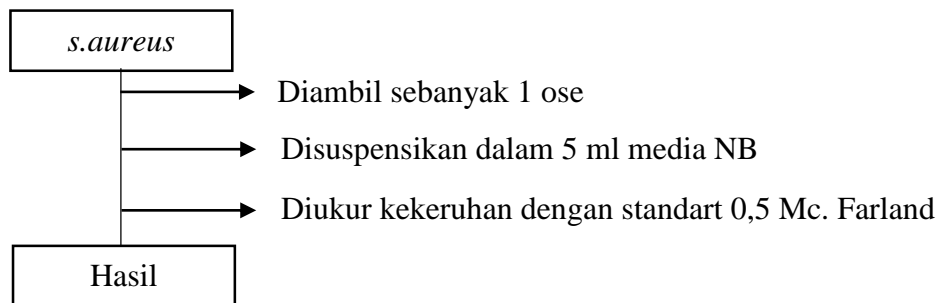 s.aureus
Diambil sebanyak 1 ose
Disuspensikan dalam 5 ml media NB
Diukur kekeruhan dengan standart 0,5 Mc. Farland
Hasil